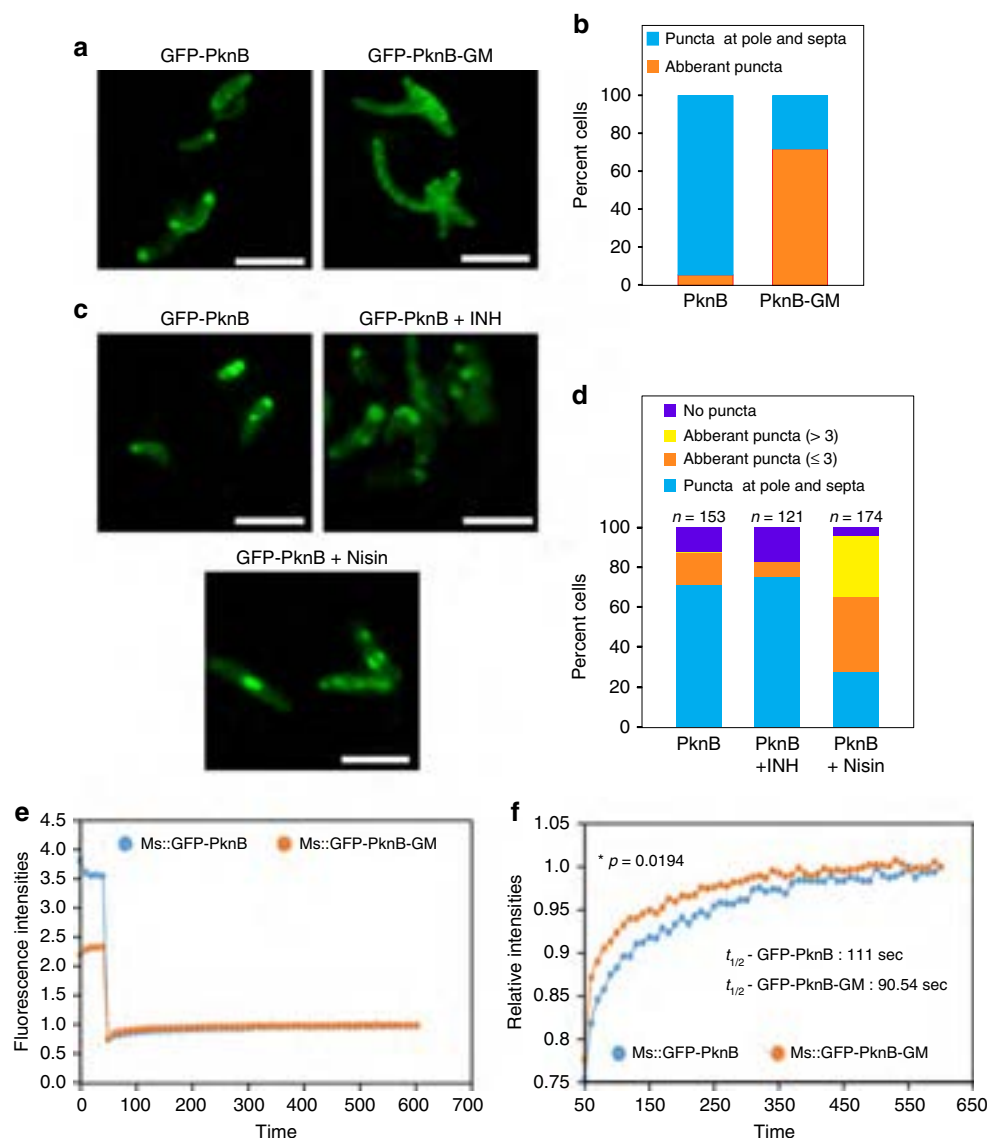 a
GFP-PknB
GFP-PknB-GM
b
Puncta at pole and septa
Abberant puncta
100
80
60
40
20
0
Percent cells
PknB
PknB-GM
c
GFP-PknB
GFP-PknB + INH
GFP-PknB + Nisin
d
No puncta
Abberant puncta (> 3)
Abberant puncta (≤ 3)
Puncta at pole and septa
n = 153
n = 121
n = 174
100
80
60
40
20
0
Percent cells
PknB
PknB +INH
PknB + Nisin
e
4.5
4.0
3.5
3.0
2.5
2.0
1.5
1.0
0.5
0.0
Fluorescence intensities
Ms::GFP-PknB
Ms::GFP-PknB-GM
0
100
200
300
400
500
600
700
Time
f
1.05
1.0
0.95
0.9
0.85
0.8
0.75
Relative intensities
* p = 0.0194
t1/2 - GFP-PknB : 111 sec
t1/2 - GFP-PknB-GM : 90.54 sec
Ms::GFP-PknB
Ms::GFP-PknB-GM
50
150
250
350
450
550
650
Time